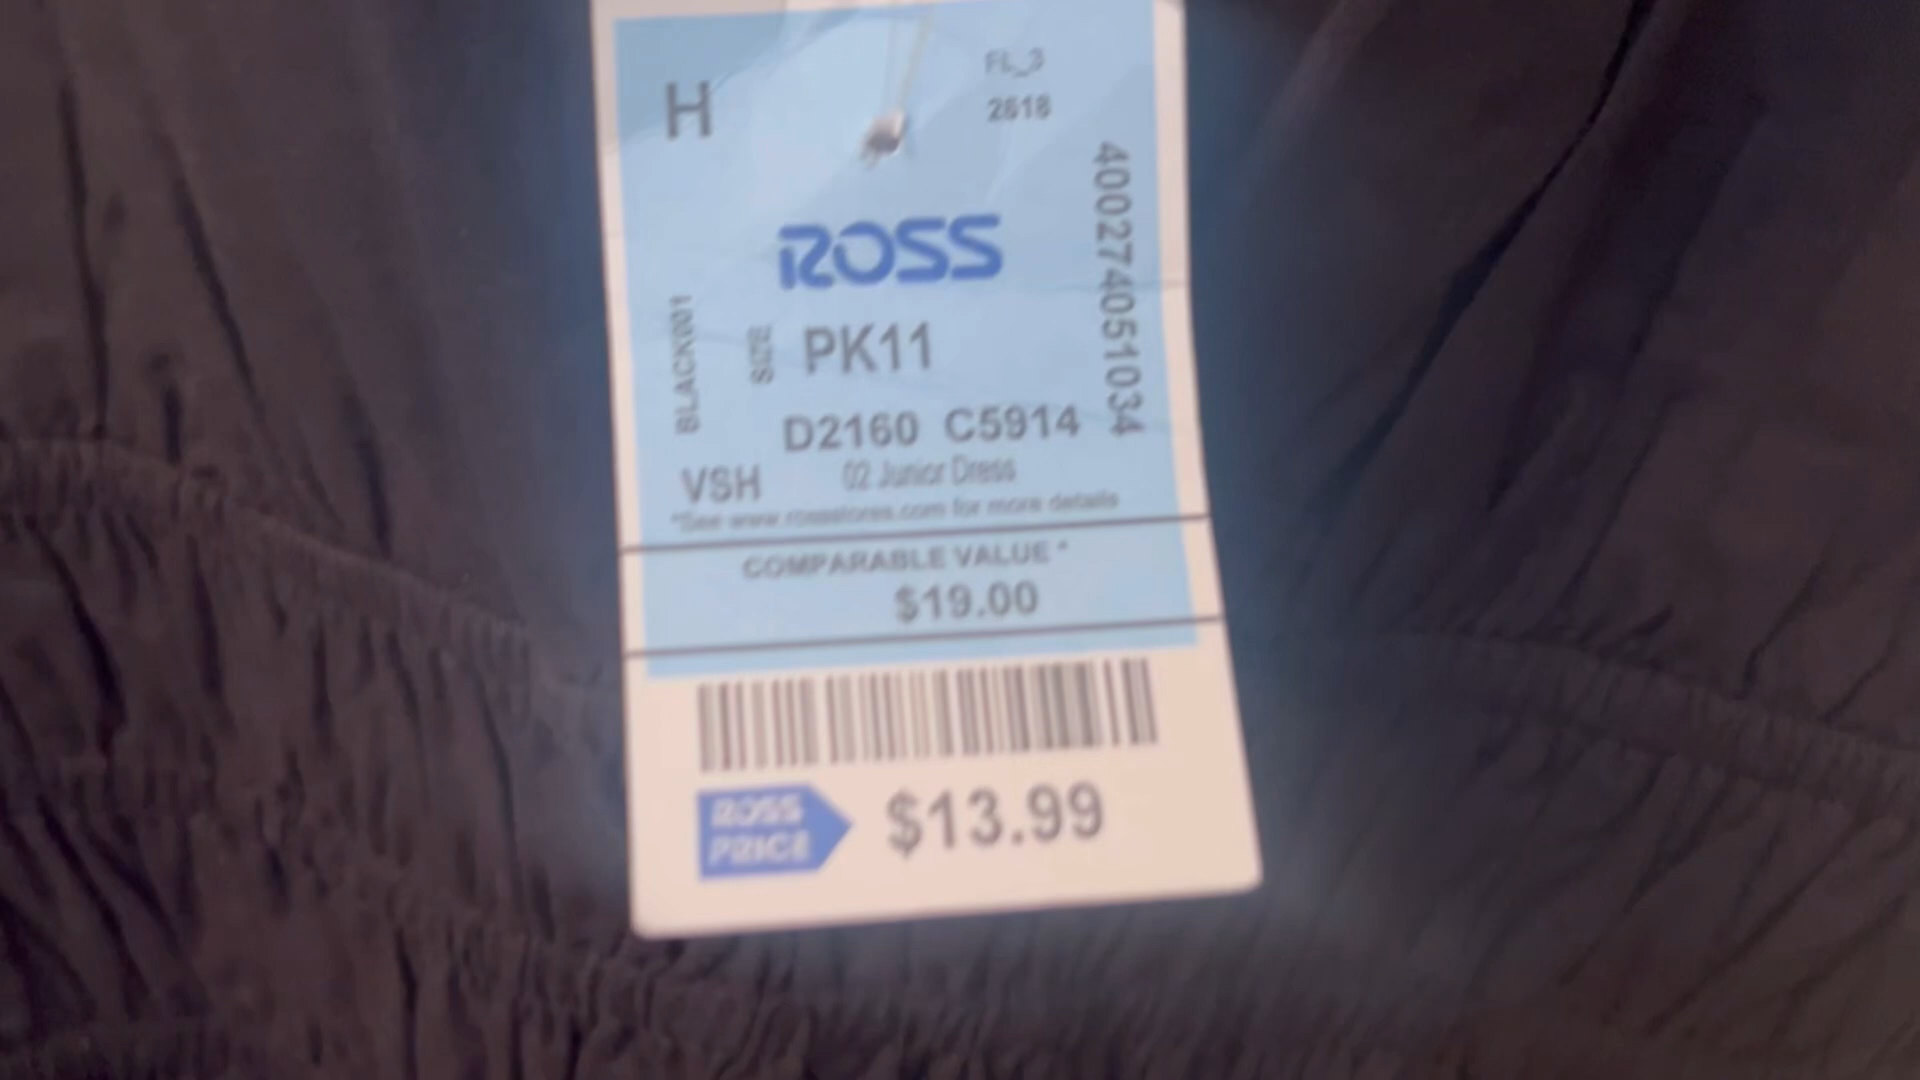 H
FL_3
2618
400274051034
ROSS
BLACK001
SIZE
PK11
D2160 C5914
VSH
02 Junior Dress
*See www.rossstores.com for more details
COMPARABLE VALUE *
$19.00
ROSS
PRICE
$13.99